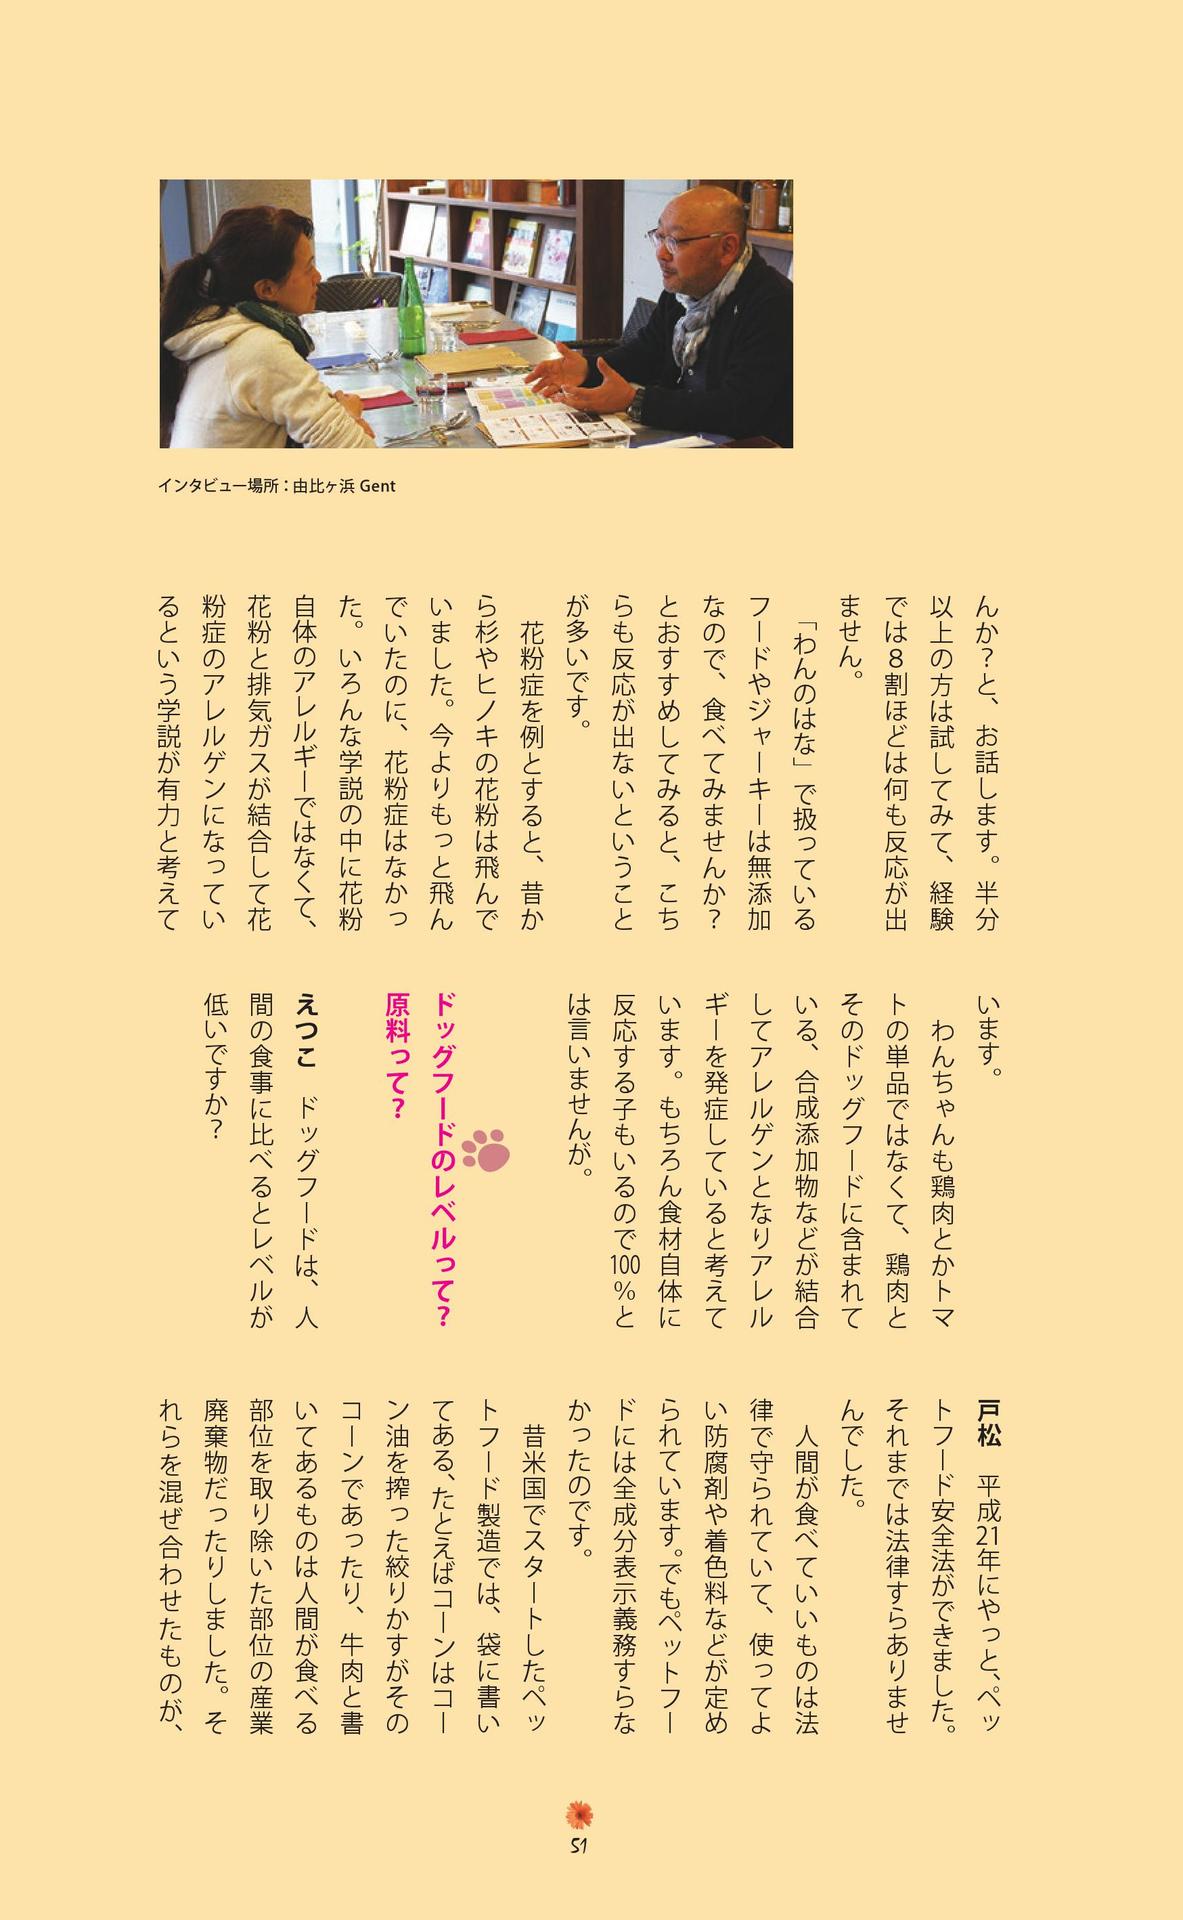 インタビュー場所：由比ヶ浜 Gent
んか？と、お話します。半分
以上の方は試してみて、経験
では８割ほどは何も反応が出
ません。
「わんのはな」で扱っている
フードやジャーキーは無添加
なので、食べてみませんか？
とおすすめしてみると、こち
らも反応が出ないということ
が多いです。
花粉症を例とすると、昔か
ら杉やヒノキの花粉は飛んで
いました。今よりもっと飛ん
でいたのに、花粉症はなかっ
た。いろんな学説の中に花粉
自体のアレルギーではなくて、
花粉と排気ガスが結合して花
粉症のアレルゲンになってい
るという学説が有力と考えて
います。
わんちゃんも鶏肉とかトマ
トの単品ではなくて、鶏肉と
そのドッグフードに含まれて
いる、合成添加物などが結合
してアレルゲンとなりアレル
ギーを発症していると考えて
います。もちろん食材自体に
反応する子もいるので100％と
は言いませんが。
ドッグフードのレベルって？
原料って？
えつこ　ドッグフードは、人
間の食事に比べるとレベルが
低いですか？
戸松　平成21年にやっと、ペッ
トフード安全法ができました。
それまでは法律すらありませ
んでした。
人間が食べていいものは法
律で守られていて、使ってよ
い防腐剤や着色料などが定め
られています。でもペットフー
ドには全成分表示義務すらな
かったのです。
昔米国でスタートしたペッ
トフード製造では、袋に書い
てある、たとえばコーンはコー
ン油を搾った絞りかすがその
コーンであったり、牛肉と書
いてあるものは人間が食べる
部位を取り除いた部位の産業
廃棄物だったりしました。そ
れらを混ぜ合わせたものが、
51